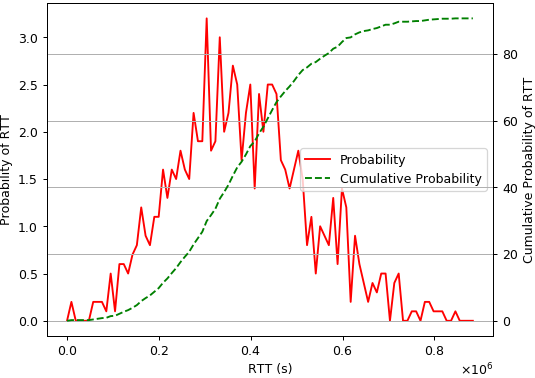 3.0
2.5
2.0
1.5
1.0
0.5
0.0
Probability of RTT
80
60
40
20
0
Cumulative Probability of RTT
Probability
Cumulative Probability
0.0 0.2 0.4 0.6 0.8
RTT (s)
×10⁶